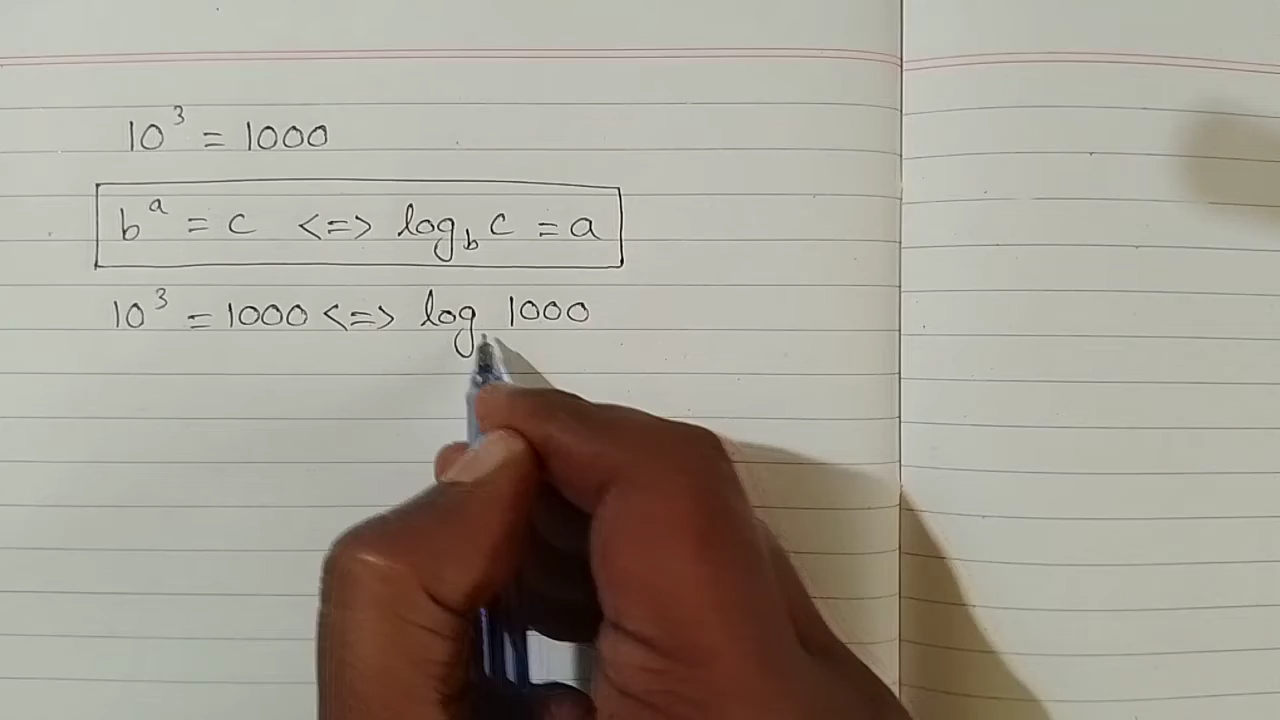 10³ = 1000
bᵃ = c <=> log_b c = a
10³ = 1000 <=> log 1000